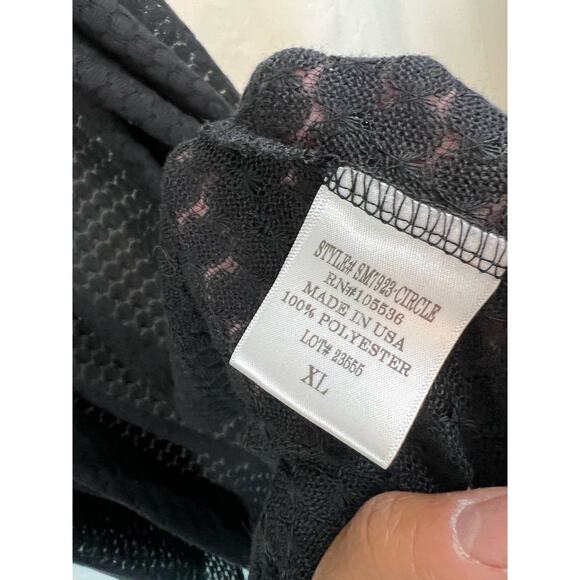 STYLE# SM7923-CIRCLE
RN#105536
MADE IN USA
100% POLYESTER
LOT# 23555
XL